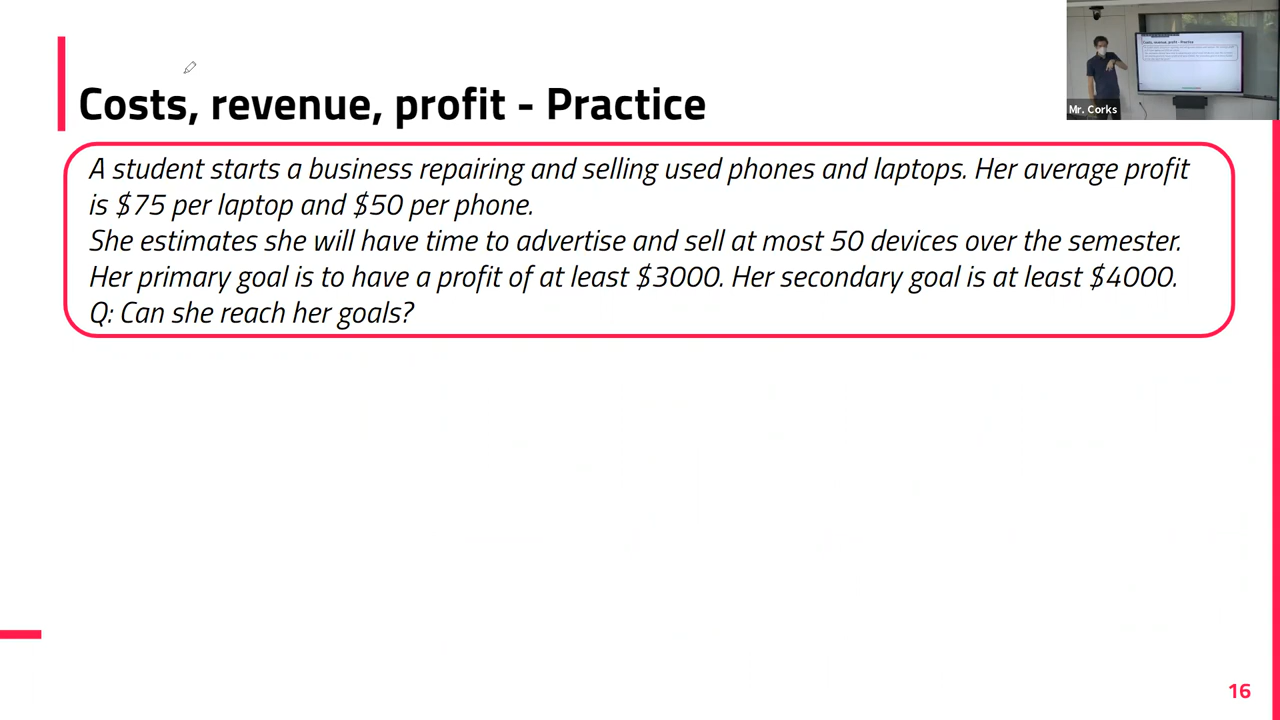 Costs, revenue, profit - Practice
Mr. Corks
A student starts a business repairing and selling used phones and laptops. Her average profit
is $75 per laptop and $50 per phone.
She estimates she will have time to advertise and sell at most 50 devices over the semester.
Her primary goal is to have a profit of at least $3000. Her secondary goal is at least $4000.
Q: Can she reach her goals?
16